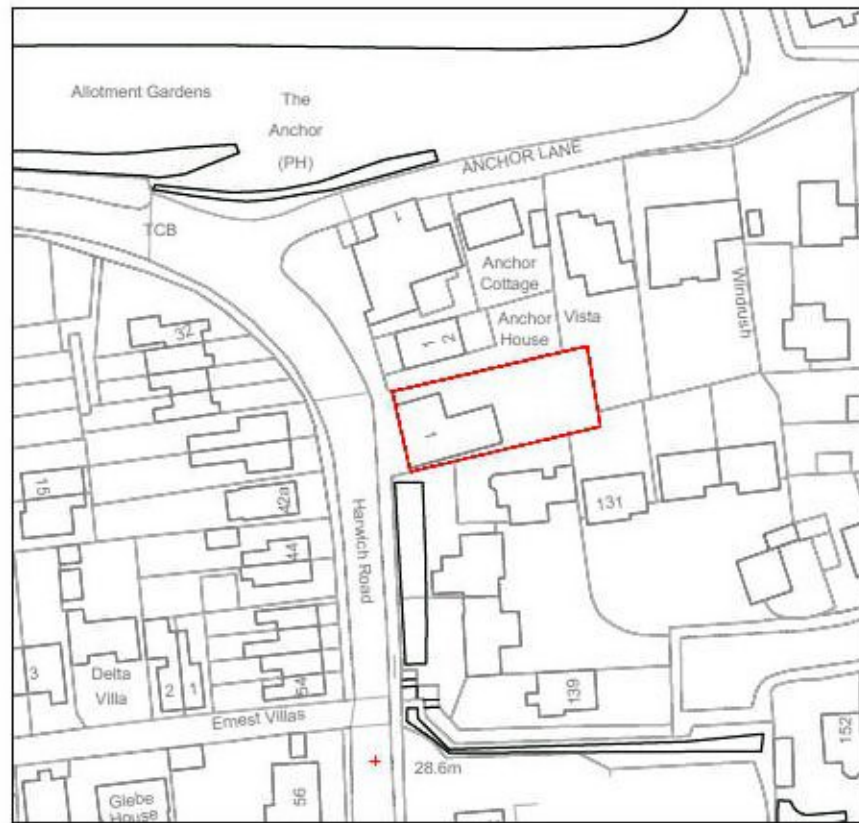 Allotment Gardens
The
Anchor
(PH)
ANCHOR LANE
TCB
1
Anchor
Cottage
Anchor
House
Vista
Windrush
32
1
2
1
15
42a
44
131
Harwich Road
3
Delta
Villa
2
1
54
139
Ernest Villas
152
28.6m
Glebe
House
56